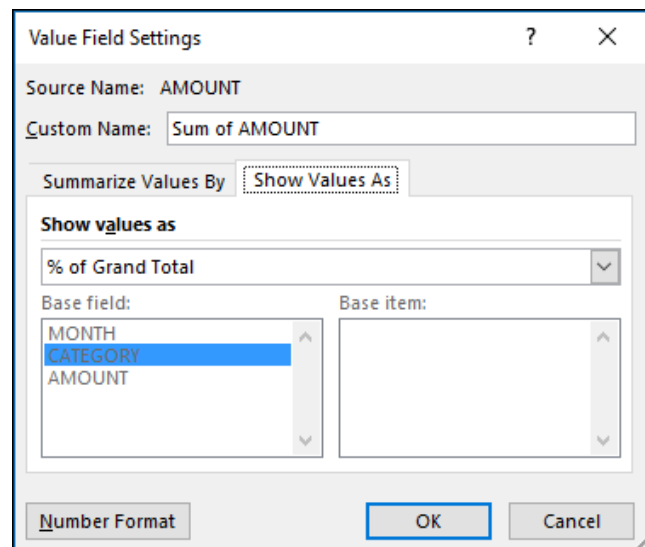 Value Field Settings ? ×
Source Name: AMOUNT
Custom Name: Sum of AMOUNT
Summarize Values By Show Values As
Show values as
% of Grand Total
Base field: Base item:
MONTH
CATEGORY
AMOUNT
Number Format OK Cancel